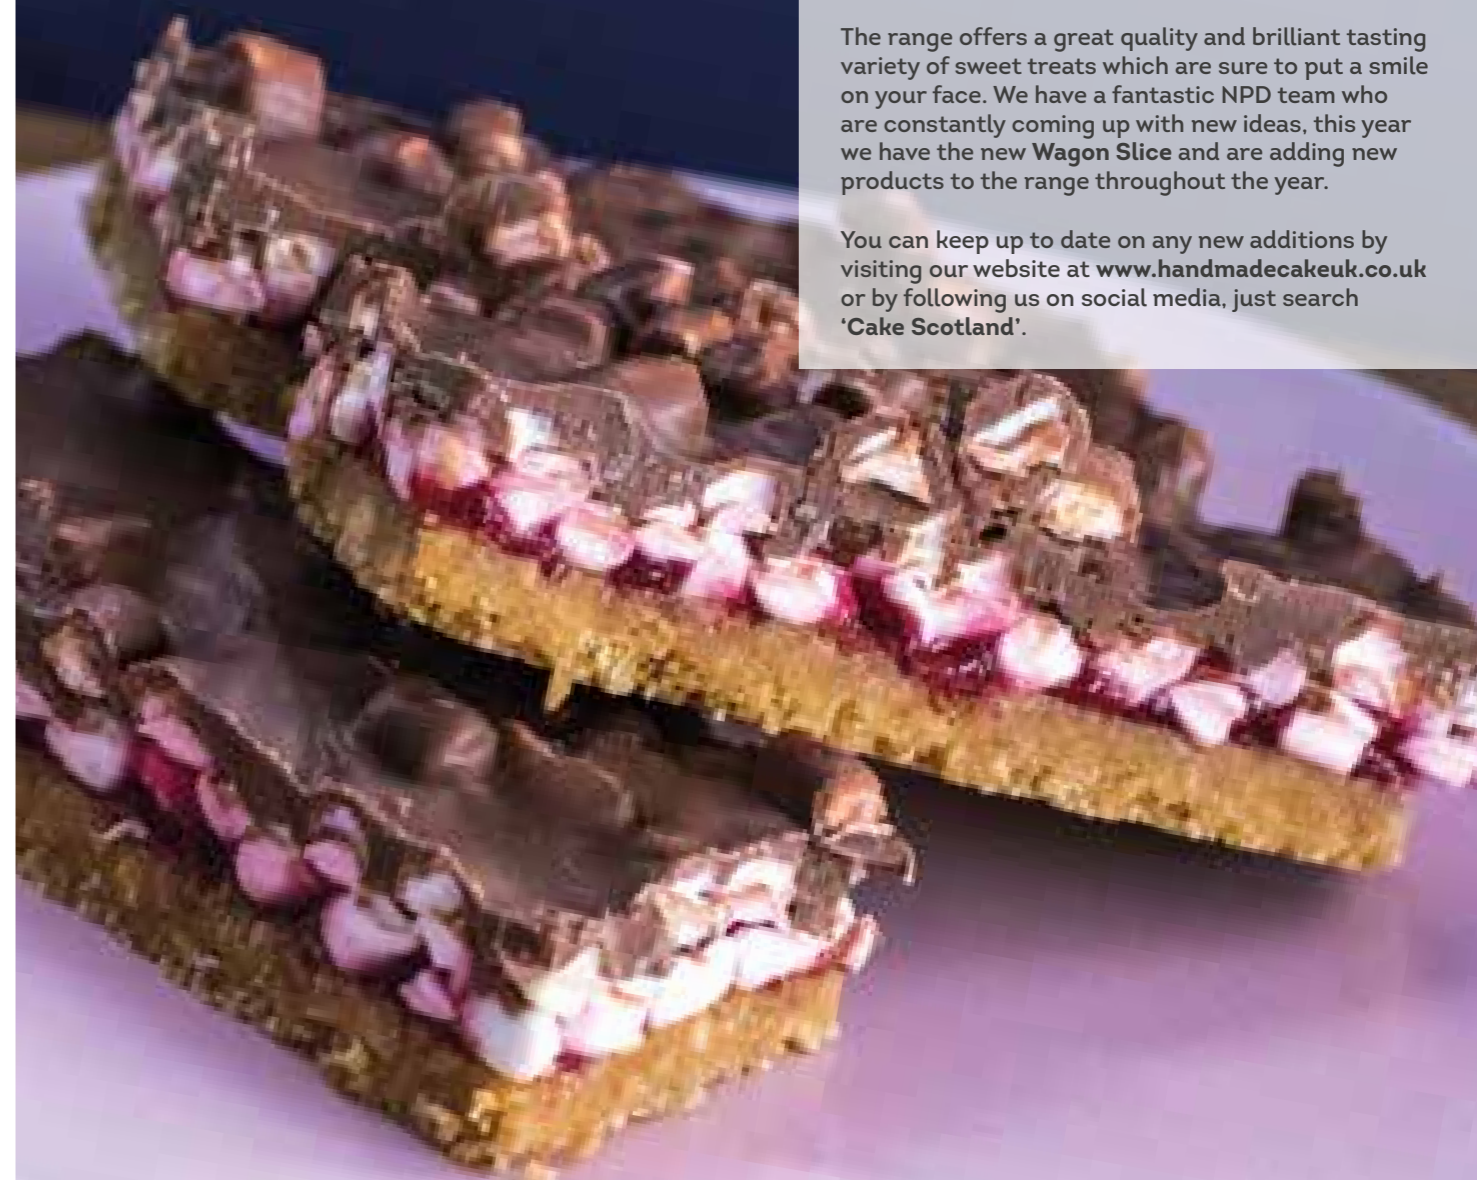 The range offers a great quality and brilliant tasting
variety of sweet treats which are sure to put a smile
on your face. We have a fantastic NPD team who
are constantly coming up with new ideas, this year
we have the new Wagon Slice and are adding new
products to the range throughout the year.
You can keep up to date on any new additions by
visiting our website at www.handmadecakeuk.co.uk
or by following us on social media, just search
‘Cake Scotland’.